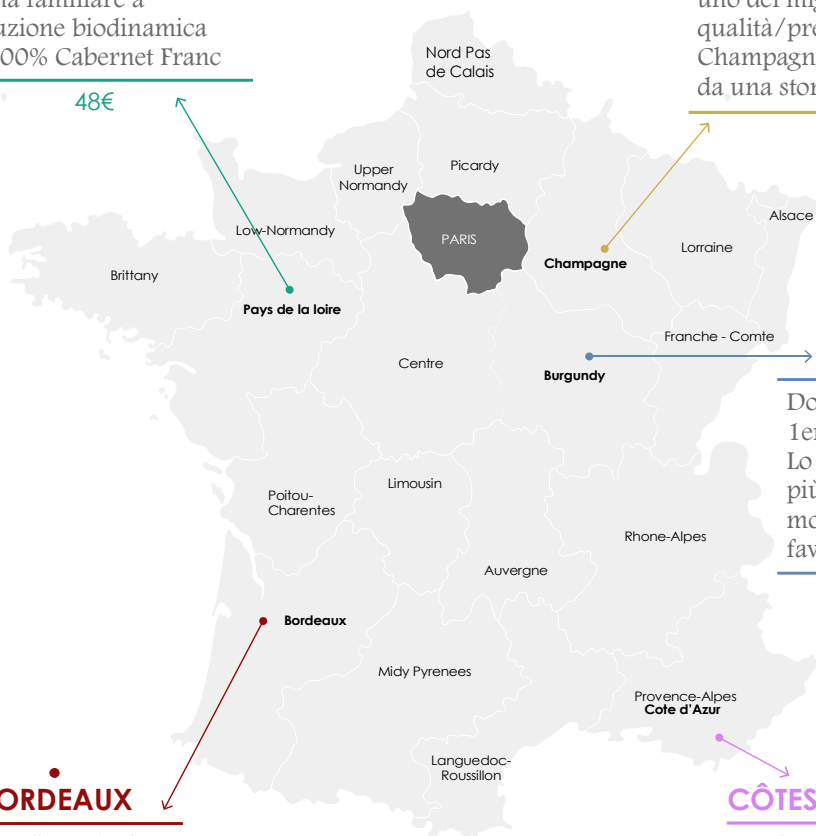 na familiare a
uzione biodinamica
00% Cabernet Franc
48€
qualità/pre
Champagn
da una stor
Nord Pas
de Calais
Upper
Normandy
Picardy
Low-Normandy
PARIS
Alsace
Lorraine
Champagne
Brittany
Pays de la loire
Franche - Comte
Centre
Burgundy
Do
1er
Lo
più
mo
fav
Limousin
Poitou-
Charentes
Rhone-Alpes
Auvergne
Bordeaux
Midy Pyrenees
Provence-Alpes
Cote d'Azur
Languedoc-
Roussillon
ORDEAUX
CÔTES